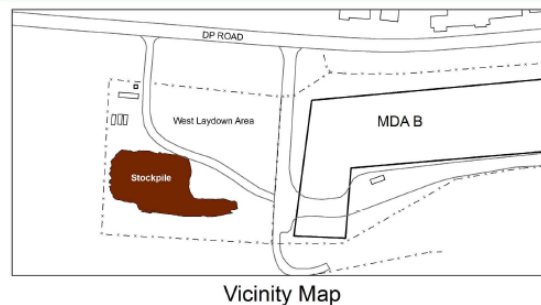 DP ROAD
West Laydown Area
MDA B
Stockpile
Vicinity Map